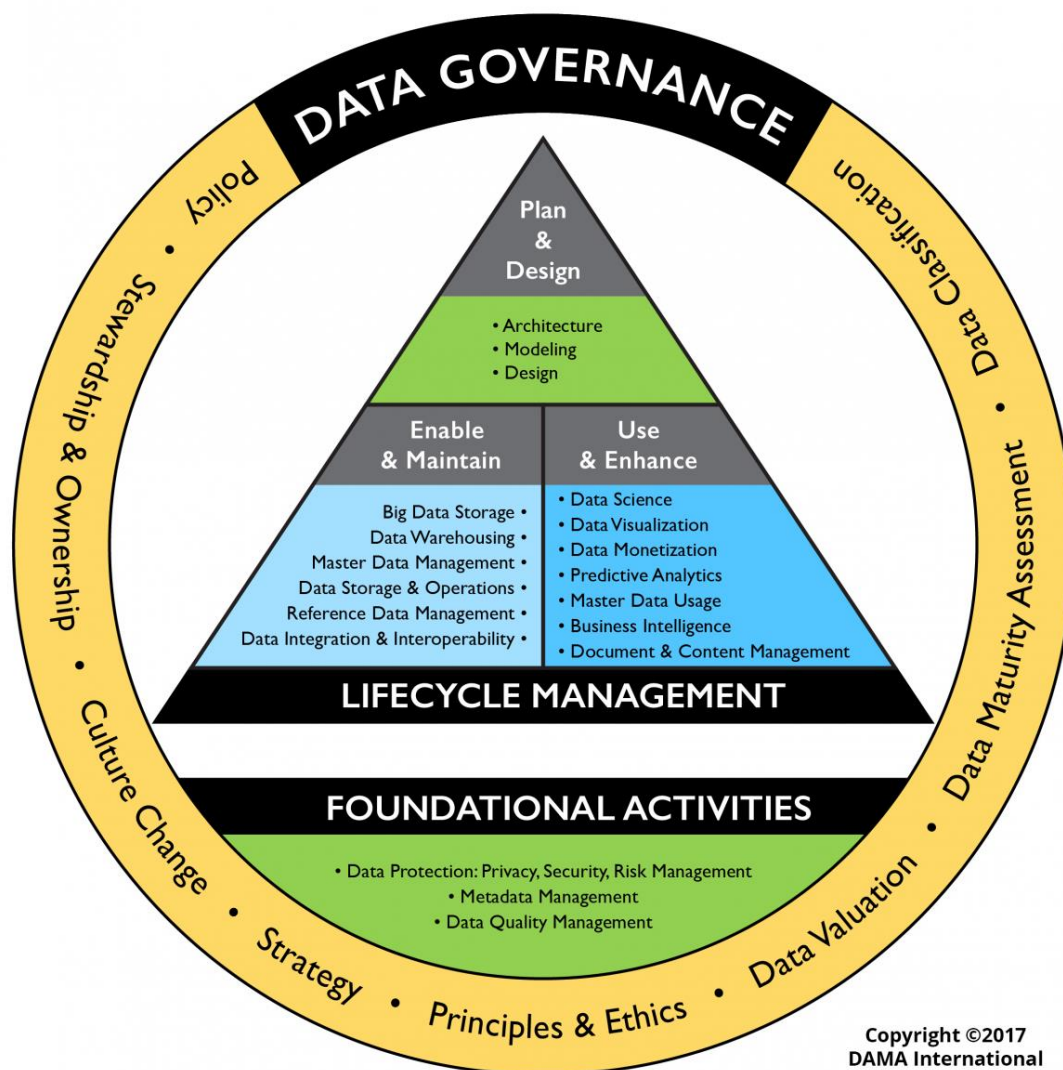 DATA GOVERNANCE
Policy • Stewardship & Ownership • Culture Change • Strategy • Principles & Ethics • Data Valuation • Data Maturity Assessment • Data Classification
Plan
&
Design
• Architecture
• Modeling
• Design
Enable
& Maintain
Big Data Storage •
Data Warehousing •
Master Data Management •
Data Storage & Operations •
Reference Data Management •
Data Integration & Interoperability •
Use
& Enhance
• Data Science
• Data Visualization
• Data Monetization
• Predictive Analytics
• Master Data Usage
• Business Intelligence
• Document & Content Management
LIFECYCLE MANAGEMENT
FOUNDATIONAL ACTIVITIES
• Data Protection: Privacy, Security, Risk Management
• Metadata Management
• Data Quality Management
Copyright ©2017
DAMA International